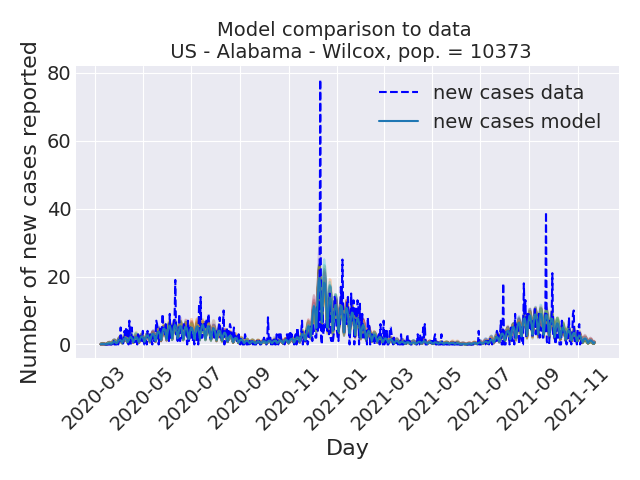 Model comparison to data
US - Alabama - Wilcox, pop. = 10373
Number of new cases reported
80
60
40
20
0
new cases data
new cases model
2020-03
2020-05
2020-07
2020-09
2020-11
2021-01
2021-03
2021-05
2021-07
2021-09
2021-11
Day